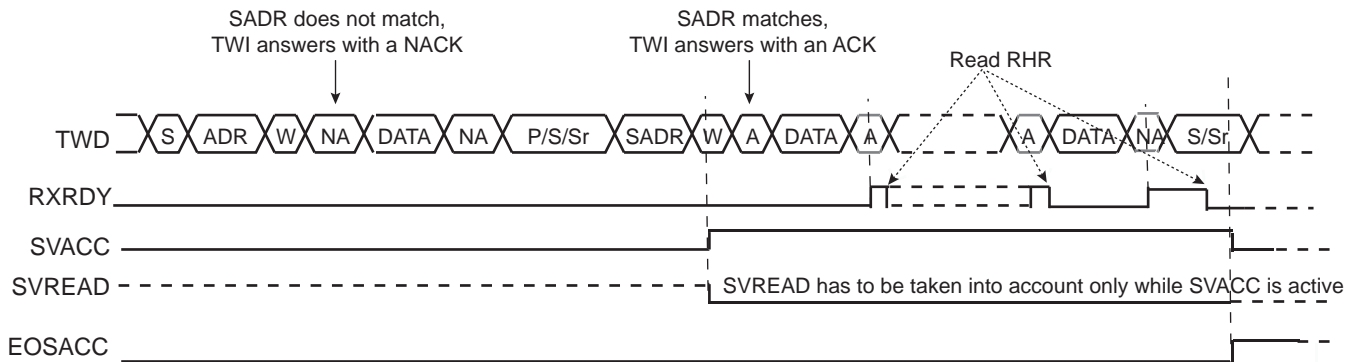 SADR does not match,
TWI answers with a NACK
SADR matches,
TWI answers with an ACK
Read RHR
TWD S ADR W NA DATA NA P/S/Sr SADR W A DATA A A DATA NA S/Sr
RXRDY
SVACC
SVREAD SVREAD has to be taken into account only while SVACC is active
EOSACC